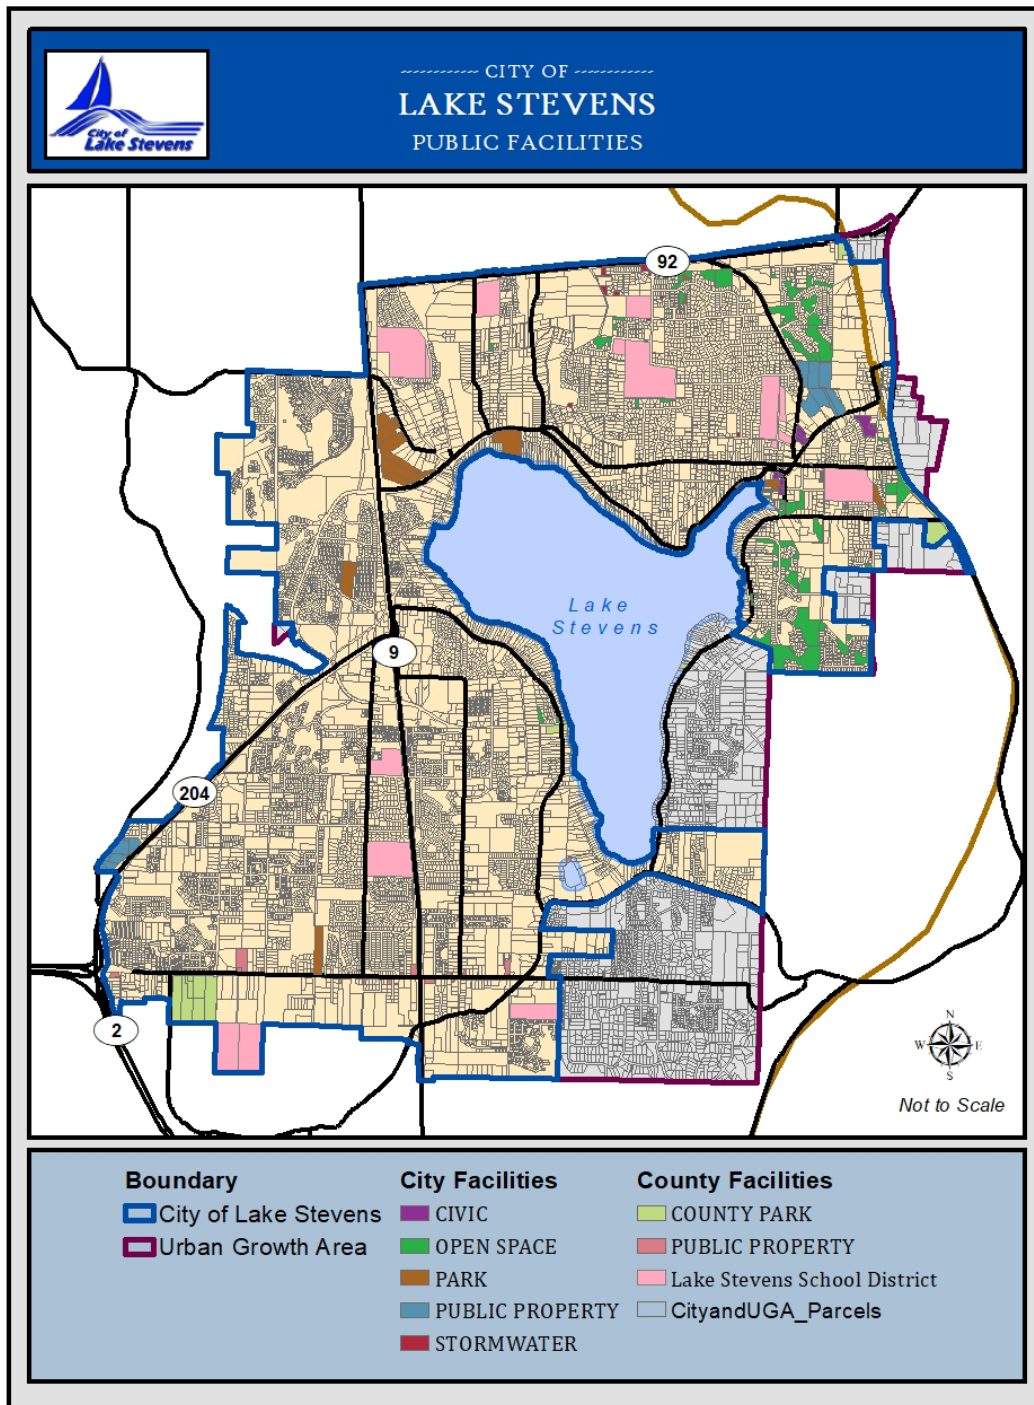 City of
Lake Stevens
CITY OF
LAKE STEVENS
PUBLIC FACILITIES
92
Lake
Stevens
9
204
2
N
W E
S
Not to Scale
Boundary
City of Lake Stevens
Urban Growth Area
City Facilities
CIVIC
OPEN SPACE
PARK
PUBLIC PROPERTY
STORMWATER
County Facilities
COUNTY PARK
PUBLIC PROPERTY
Lake Stevens School District
CityandUGA_Parcels